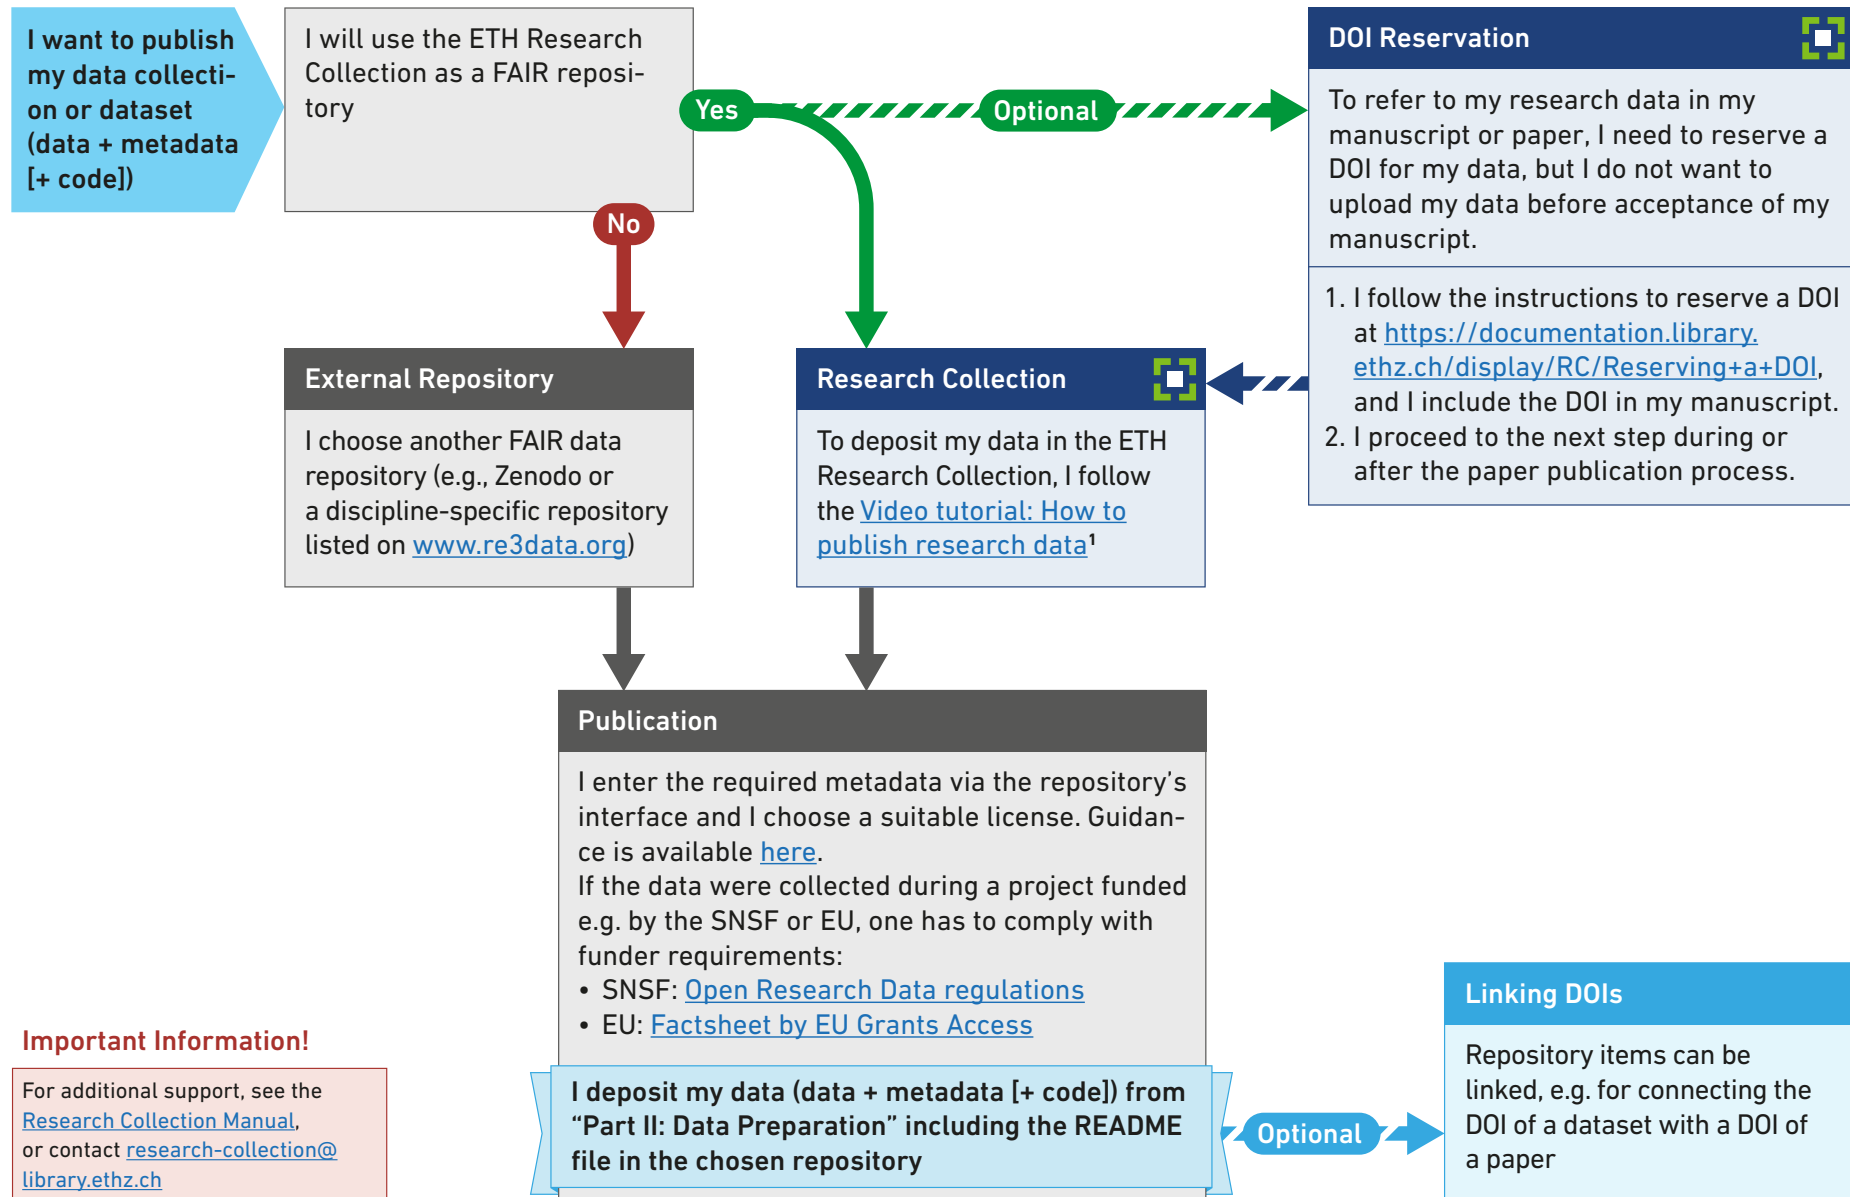 I want to publish
my data collecti-
on or dataset
(data + metadata
[+ code])
I will use the ETH Research
Collection as a FAIR reposi-
tory
Yes
Optional
No
DOI Reservation
To refer to my research data in my
manuscript or paper, I need to reserve a
DOI for my data, but I do not want to
upload my data before acceptance of my
manuscript.
1. I follow the instructions to reserve a DOI
at https://documentation.library.
ethz.ch/display/RC/Reserving+a+DOI,
and I include the DOI in my manuscript.
2. I proceed to the next step during or
after the paper publication process.
External Repository
I choose another FAIR data
repository (e.g., Zenodo or
a discipline-specific repository
listed on www.re3data.org)
Research Collection
To deposit my data in the ETH
Research Collection, I follow
the Video tutorial: How to
publish research data¹
Publication
I enter the required metadata via the repository’s
interface and I choose a suitable license. Guidan-
ce is available here.
If the data were collected during a project funded
e.g. by the SNSF or EU, one has to comply with
funder requirements:
• SNSF: Open Research Data regulations
• EU: Factsheet by EU Grants Access
I deposit my data (data + metadata [+ code]) from
“Part II: Data Preparation” including the README
file in the chosen repository
Optional
Linking DOIs
Repository items can be
linked, e.g. for connecting the
DOI of a dataset with a DOI of
a paper
Important Information!
For additional support, see the
Research Collection Manual,
or contact research-collection@
library.ethz.ch